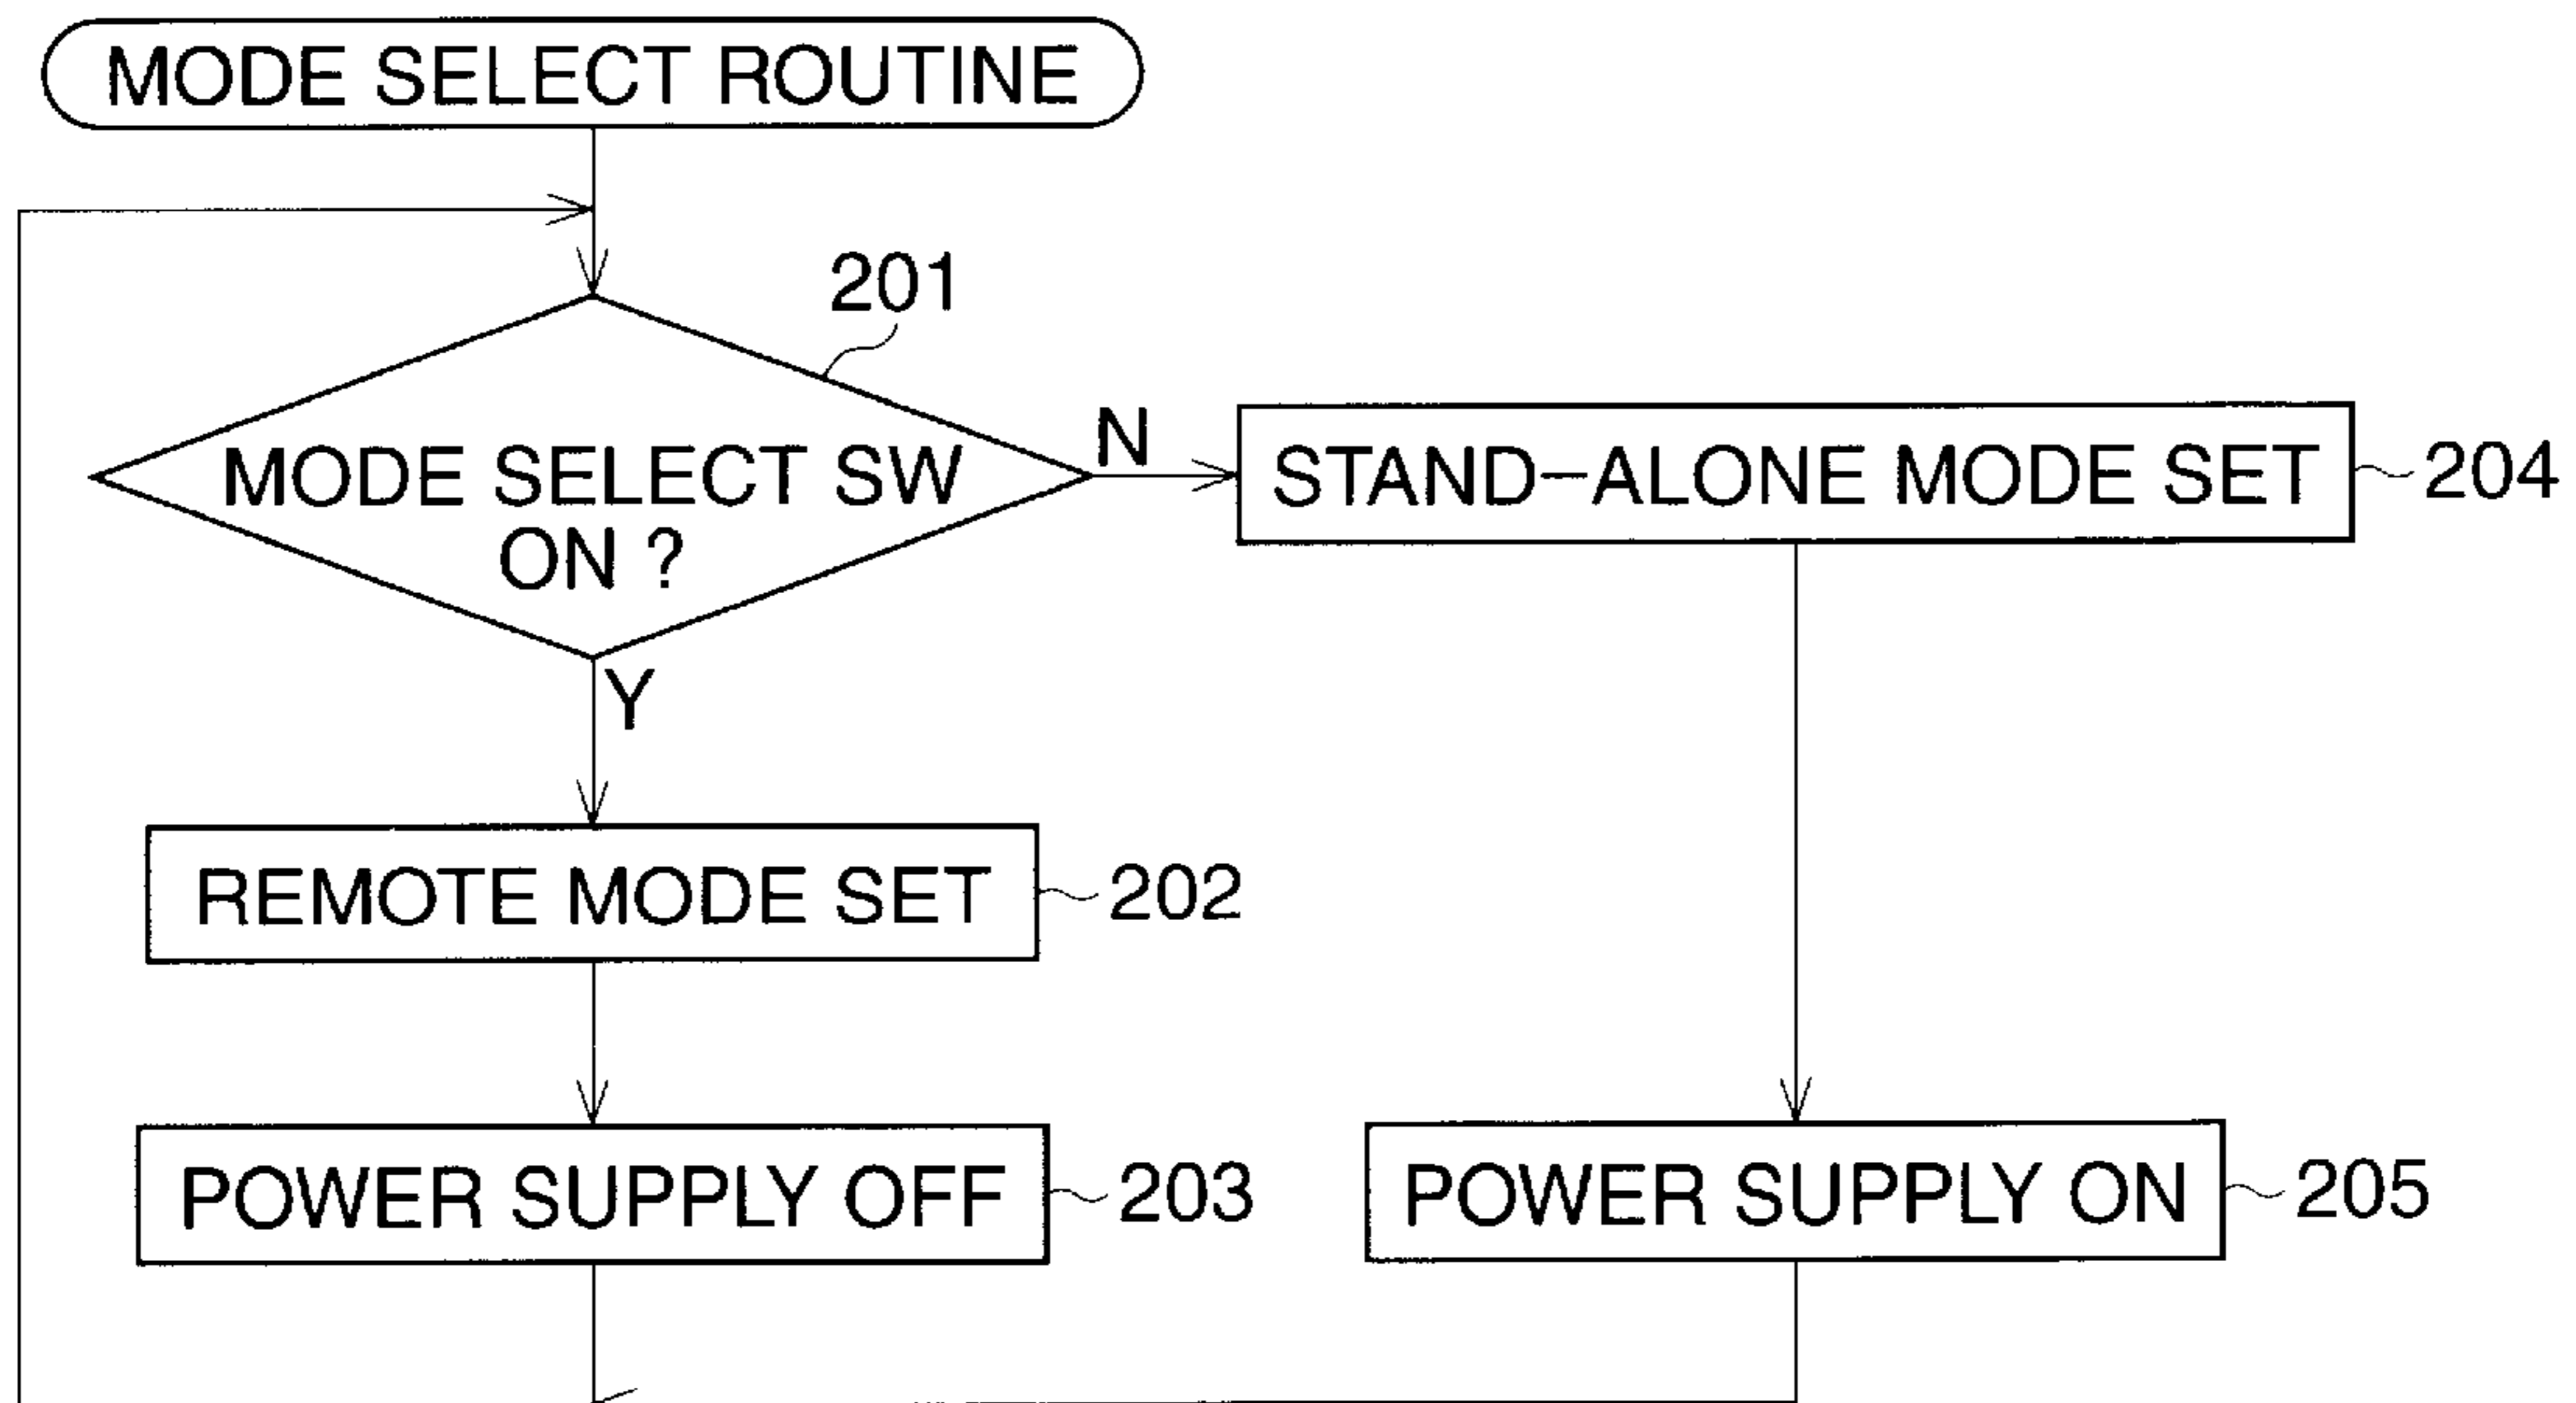 MODE SELECT ROUTINE
201
MODE SELECT SW
ON ?
N
STAND–ALONE MODE SET
204
Y
REMOTE MODE SET
202
POWER SUPPLY OFF
203
POWER SUPPLY ON
205